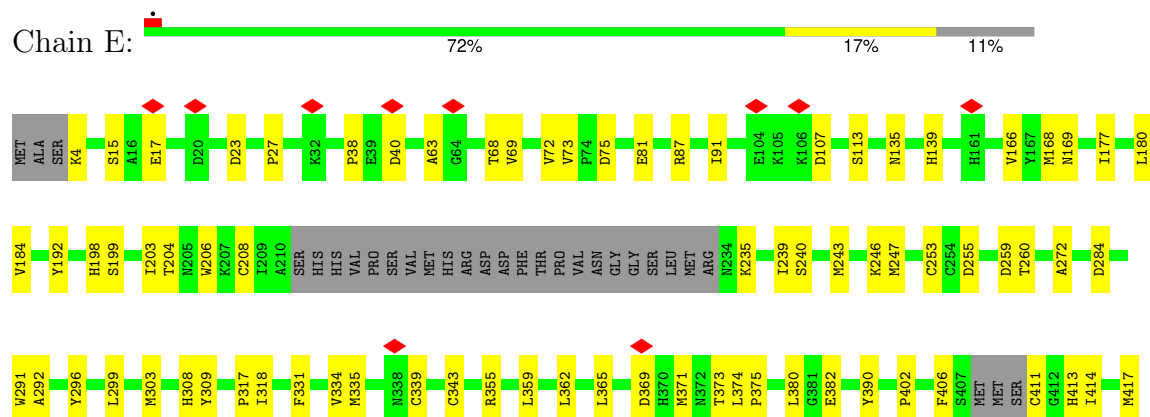 Chain E:
72% 17% 11%
MET ALA SER K4 S15 A16 E17 D20 D23 P27 K32 P38 E39 D40 A63 G64 T68 V69 V72 V73 P74 D75 E81 R87 I91 E104 K105 K106 D107 S113 N135 H139 H161 V166 Y167 M168 N169 I177 L180
V184 Y192 H198 S199 I203 T204 N205 W206 K207 C208 I209 A210 SER HIS HIS VAL PRO SER VAL MET HIS ARG ASP ASP PHE THR PRO VAL ASN GLY GLY SER LEU MET ARG N234 K235 I239 S240 M243 K246 M247 C253 C254 D255 D259 T260 A272 D284
W291 A292 Y296 L299 M303 H308 Y309 P317 I318 F331 V334 M335 N338 C339 C343 R355 L359 L362 L365 D369 H370 M371 N372 T373 L374 P375 L380 G381 E382 Y390 P402 F406 S407 MET MET SER C411 G412 H413 I414 M417